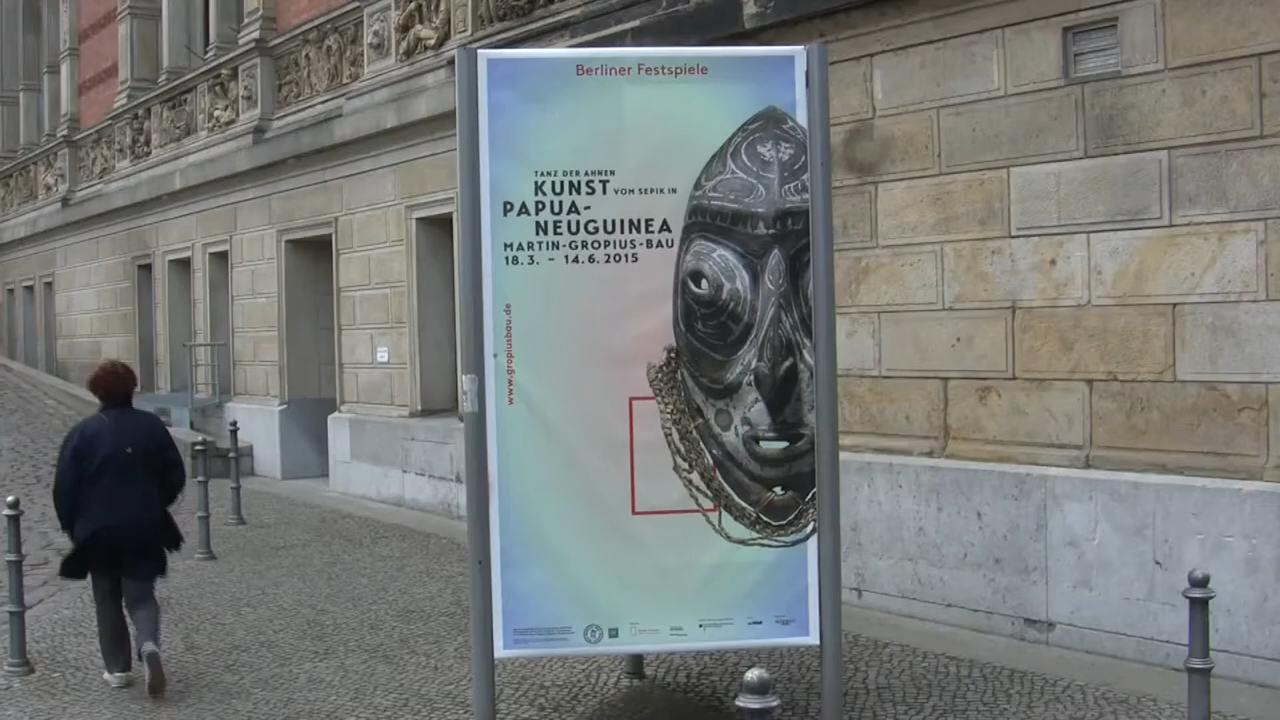 Berliner Festspiele
TANZ DER AHNEN
KUNST VOM SEPIK IN
PAPUA-
NEUGUINEA
MARTIN-GROPIUS-BAU
18.3. – 14.6.2015
www.gropiusbau.de